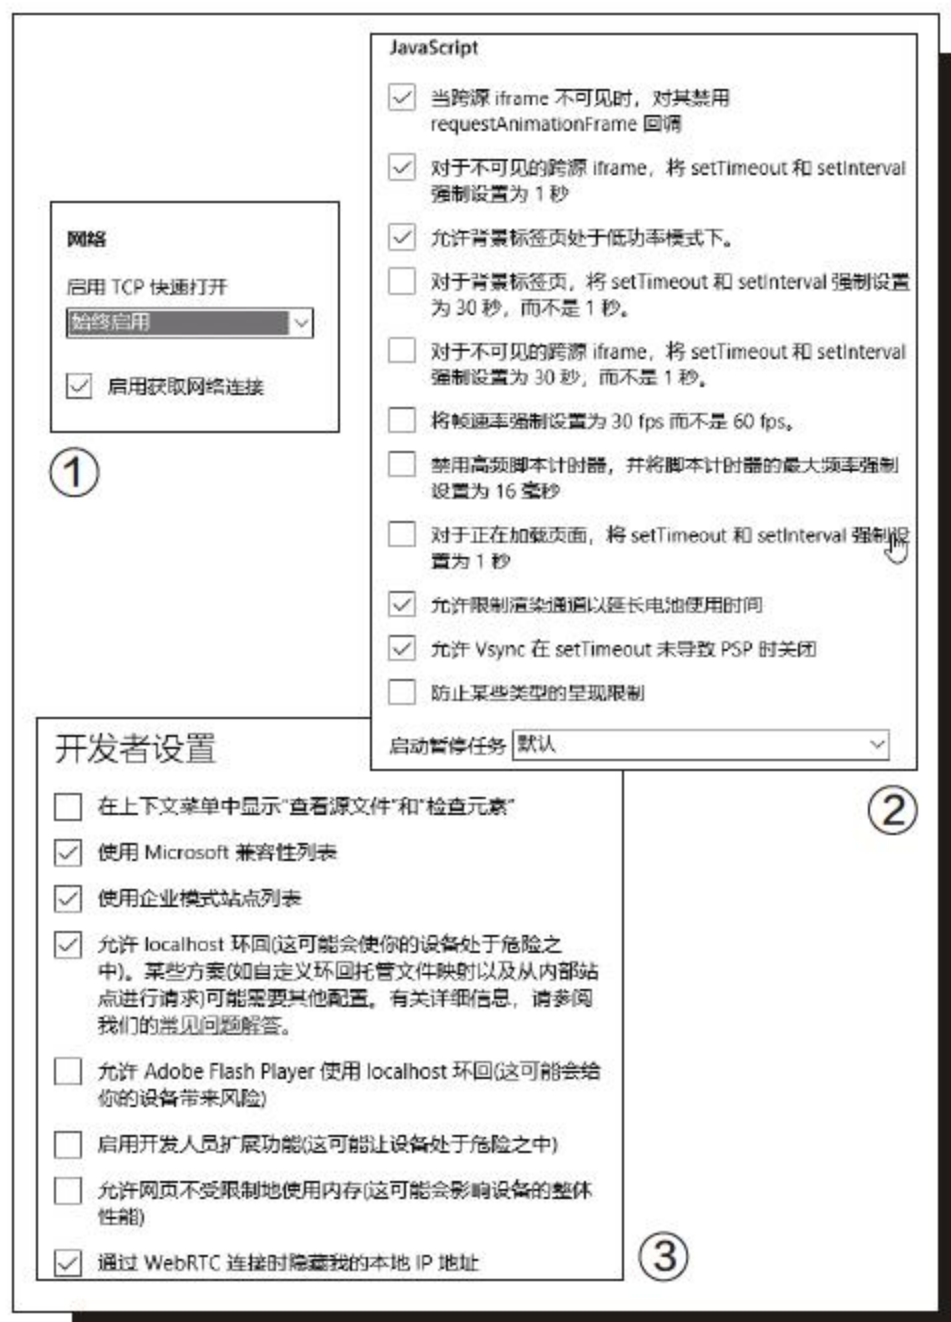 网络
启用 TCP 快速打开
始终启用
启用获取网络连接
①
JavaScript
当跨源 iframe 不可见时，对其禁用
requestAnimationFrame 回调
对于不可见的跨源 iframe，将 setTimeout 和 setInterval
强制设置为 1 秒
允许背景标签页处于低功率模式下。
对于背景标签页，将 setTimeout 和 setInterval 强制设置
为 30 秒，而不是 1 秒。
对于不可见的跨源 iframe，将 setTimeout 和 setInterval
强制设置为 30 秒，而不是 1 秒。
将帧速率强制设置为 30 fps 而不是 60 fps。
禁用高频脚本计时器，并将脚本计时器的最大频率强制
设置为 16 毫秒
对于正在加载页面，将 setTimeout 和 setInterval 强制设
置为 1 秒
允许限制渲染通道以延长电池使用时间
允许 Vsync 在 setTimeout 未导致 PSP 时关闭
防止某些类型的呈现限制
启动暂停任务 默认
②
开发者设置
在上下文菜单中显示“查看源文件”和“检查元素”
使用 Microsoft 兼容性列表
使用企业模式站点列表
允许 localhost 环回(这可能会使你的设备处于危险之
中)。某些方案(如自定义环回托管文件映射以及从内部站
点进行请求)可能需要其他配置。有关详细信息，请参阅
我们的常见问题解答。
允许 Adobe Flash Player 使用 localhost 环回(这可能会给
你的设备带来风险)
启用开发人员扩展功能(这可能让设备处于危险之中)
允许网页不受限制地使用内存(这可能会影响设备的整体
性能)
通过 WebRTC 连接时隐藏我的本地 IP 地址
③